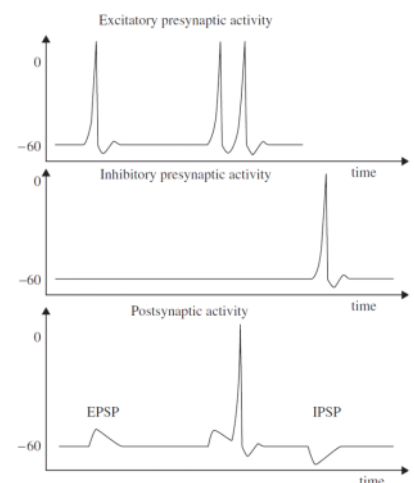 Excitatory presynaptic activity
0
−60
time
Inhibitory presynaptic activity
0
−60
time
Postsynaptic activity
0
EPSP
IPSP
−60
time